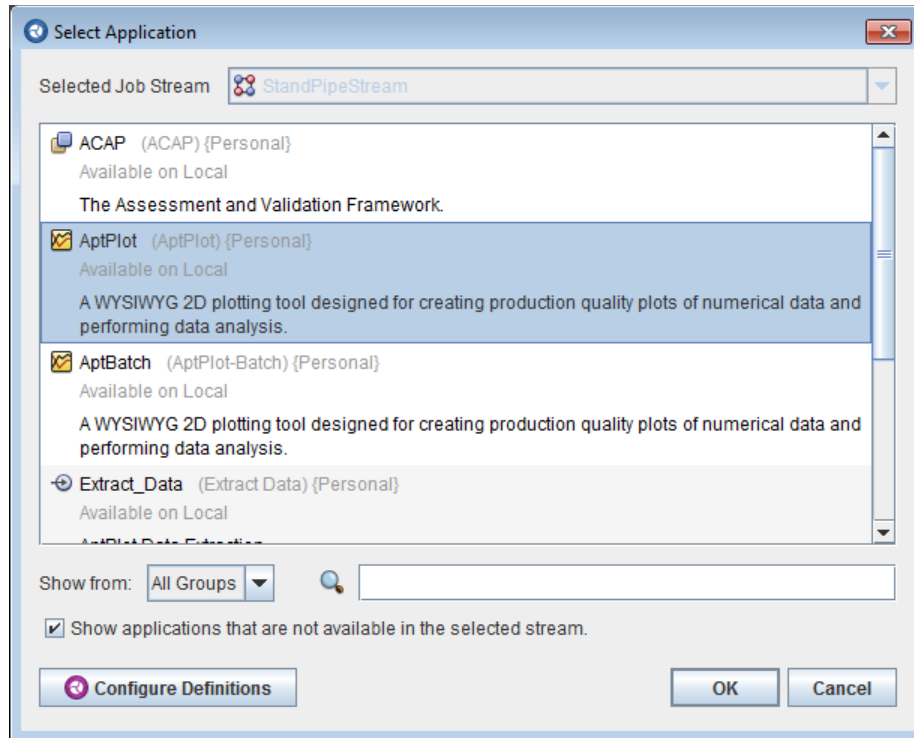 Select Application
Selected Job Stream StandPipeStream
ACAP (ACAP) {Personal}
Available on Local
The Assessment and Validation Framework.
AptPlot (AptPlot) {Personal}
Available on Local
A WYSIWYG 2D plotting tool designed for creating production quality plots of numerical data and
performing data analysis.
AptBatch (AptPlot-Batch) {Personal}
Available on Local
A WYSIWYG 2D plotting tool designed for creating production quality plots of numerical data and
performing data analysis.
Extract_Data (Extract Data) {Personal}
Available on Local
AptPlot Data Extraction
Show from: All Groups
Show applications that are not available in the selected stream.
Configure Definitions OK Cancel